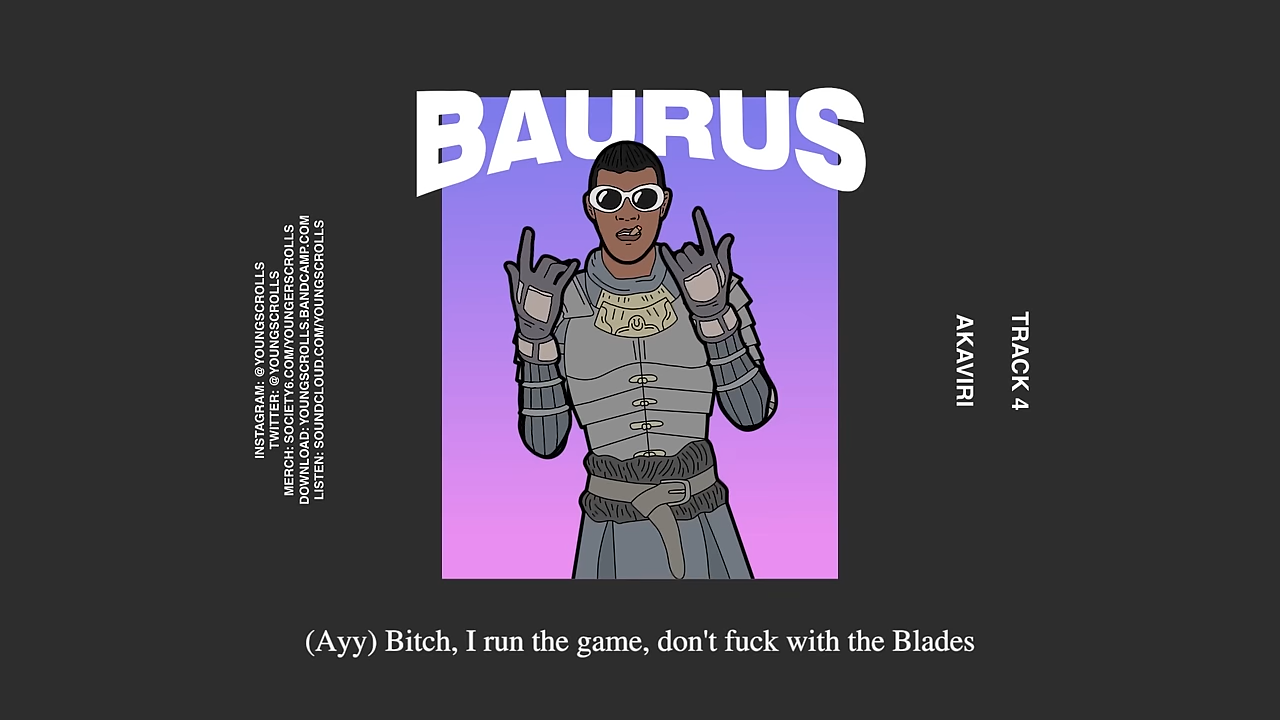 BAURUS
INSTAGRAM: @YOUNGSCROLLS
TWITTER: @YOUNGSCROLLS
MERCH: SOCIETY6.COM/YOUNGERSCROLLS
DOWNLOAD: YOUNGSCROLLS.BANDCAMP.COM
LISTEN: SOUNDCLOUD.COM/YOUNGSCROLLS
TRACK 4
AKAVIRI
(Ayy) Bitch, I run the game, don't fuck with the Blades